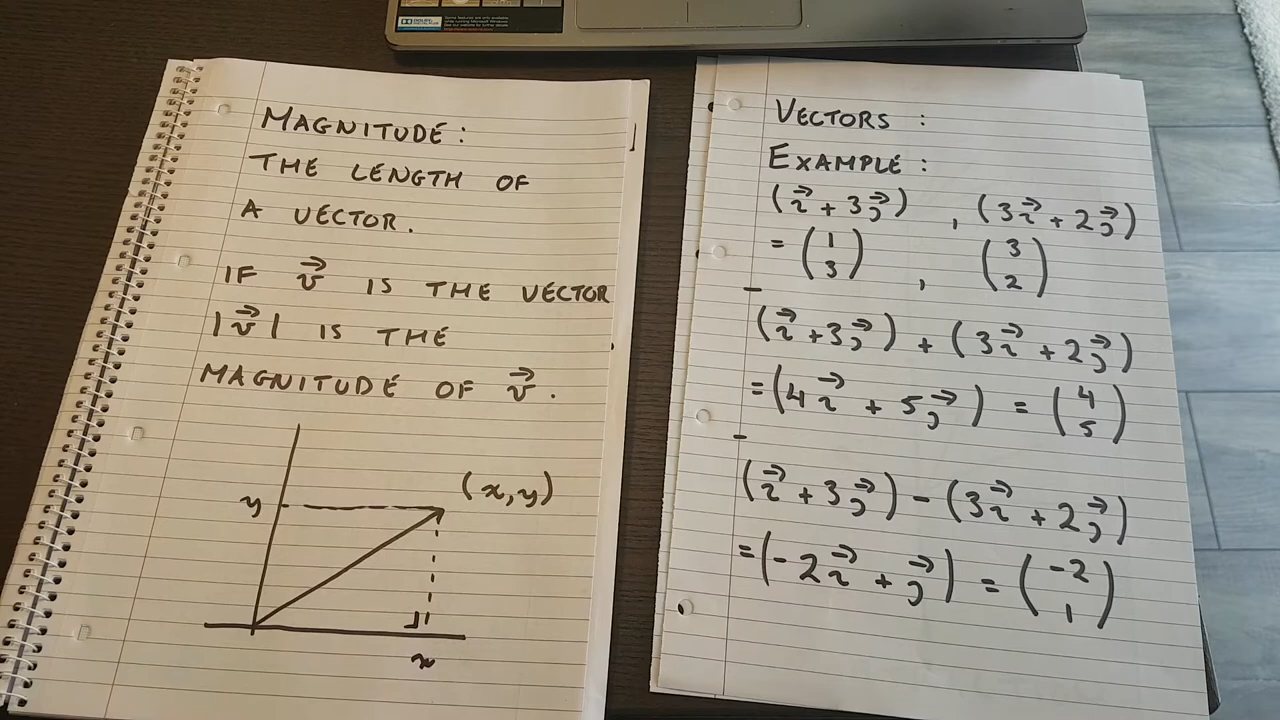 MAGNITUDE:
THE LENGTH OF
A VECTOR.
IF v⃗ IS THE VECTOR
|v⃗| IS THE
MAGNITUDE OF v⃗.
y
(x,y)
x
VECTORS :
EXAMPLE :
(i⃗ + 3j⃗) , (3i⃗ + 2j⃗)
= (1 3) , (3 2)
(i⃗ + 3j⃗) + (3i⃗ + 2j⃗)
= (4i⃗ + 5j⃗) = (4 5)
(i⃗ + 3j⃗) - (3i⃗ + 2j⃗)
= (-2i⃗ + j⃗) = (-2 1)